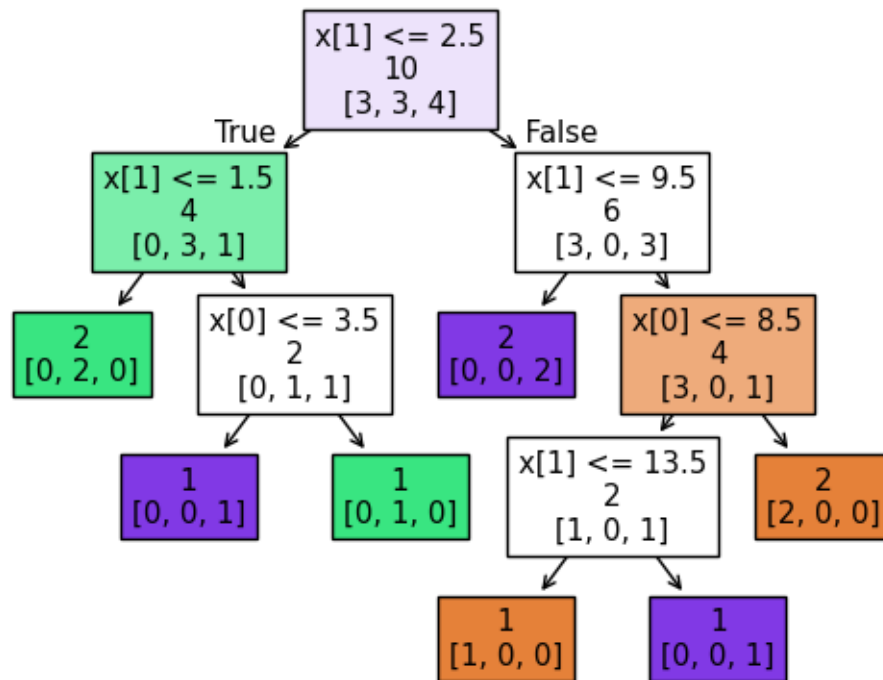 x[1] <= 2.5
10
[3, 3, 4]
True
False
x[1] <= 1.5
4
[0, 3, 1]
x[1] <= 9.5
6
[3, 0, 3]
2
[0, 2, 0]
x[0] <= 3.5
2
[0, 1, 1]
2
[0, 0, 2]
x[0] <= 8.5
4
[3, 0, 1]
1
[0, 0, 1]
1
[0, 1, 0]
x[1] <= 13.5
2
[1, 0, 1]
2
[2, 0, 0]
1
[1, 0, 0]
1
[0, 0, 1]